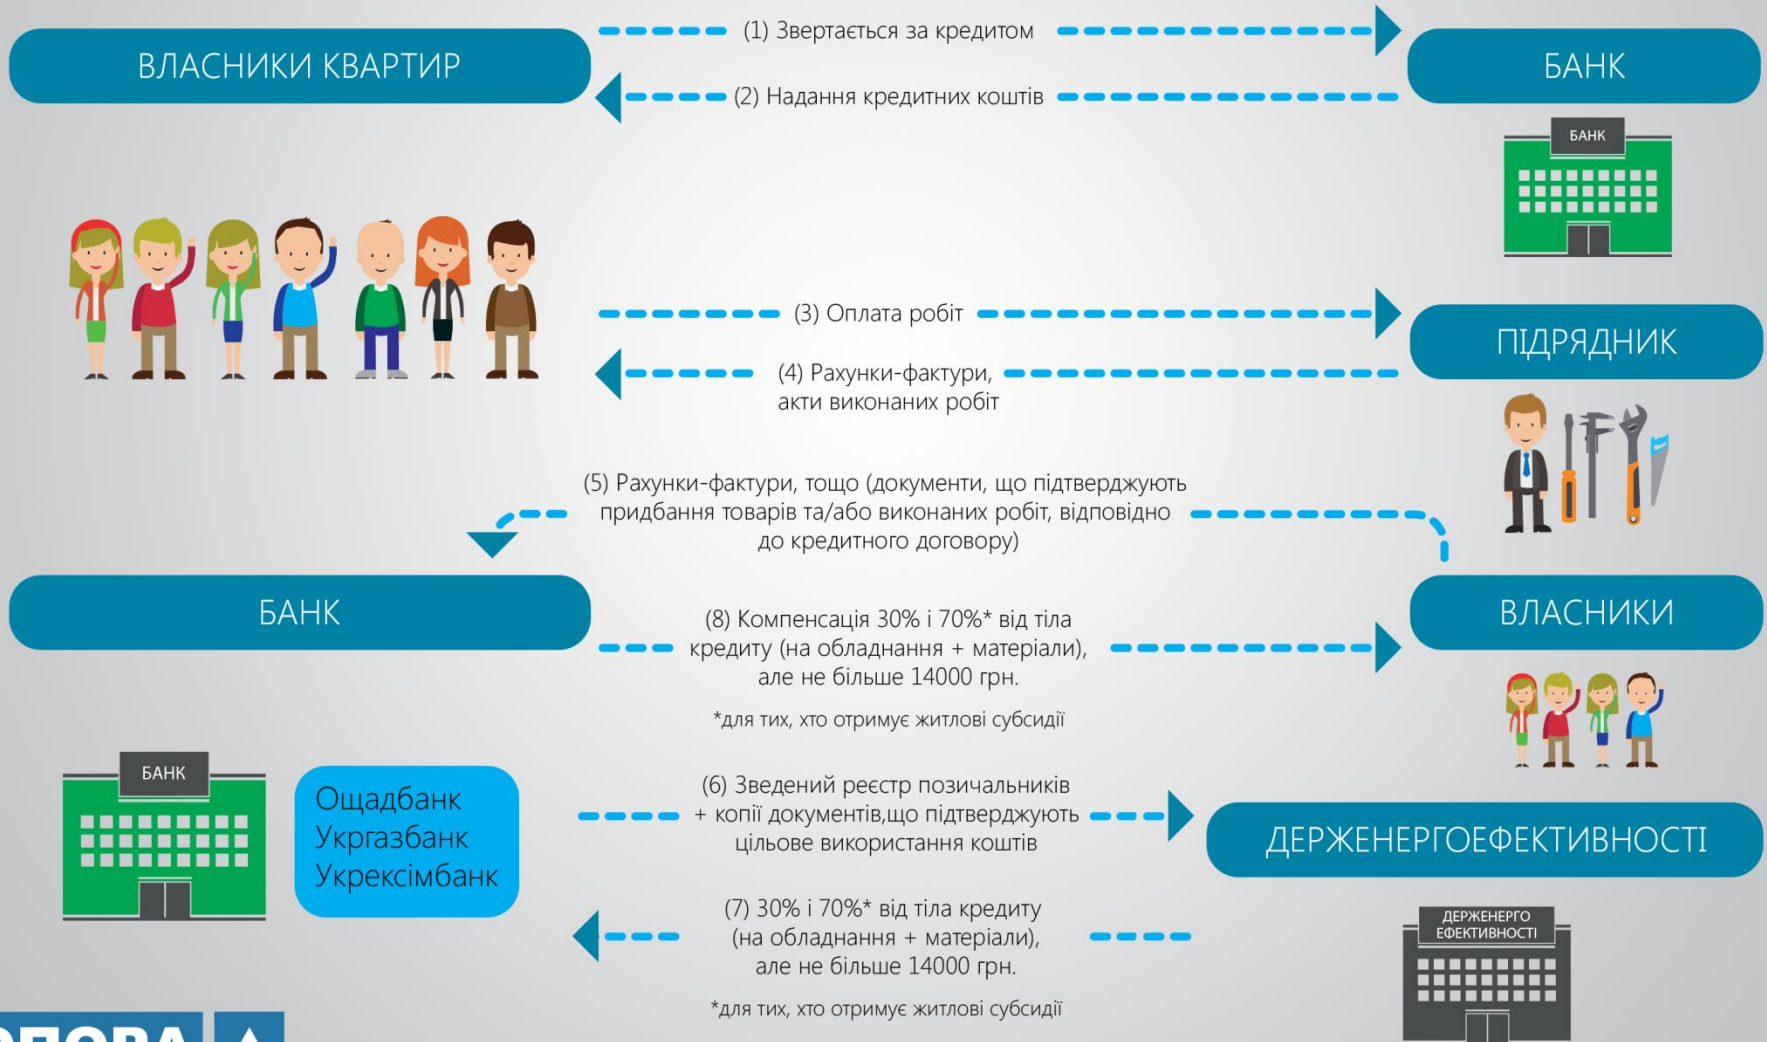 (1) Звертається за кредитом
ВЛАСНИКИ КВАРТИР
БАНК
(2) Надання кредитних коштів
БАНК
(3) Оплата робіт
ПІДРЯДНИК
(4) Рахунки-фактури,
акти виконаних робіт
(5) Рахунки-фактури, тощо (документи, що підтверджують
придбання товарів та/або виконаних робіт, відповідно
до кредитного договору)
БАНК
ВЛАСНИКИ
(8) Компенсація 30% і 70%* від тіла
кредиту (на обладнання + матеріали),
але не більше 14000 грн.
*для тих, хто отримує житлові субсидії
БАНК
Ощадбанк
Укргазбанк
Укрексімбанк
(6) Зведений реєстр позичальників
+ копії документів,що підтверджують
цільове використання коштів
ДЕРЖЕНЕРГОЕФЕКТИВНОСТІ
(7) 30% і 70%* від тіла кредиту
(на обладнання + матеріали),
але не більше 14000 грн.
*для тих, хто отримує житлові субсидії
ДЕРЖЕНЕРГО
ЕФЕКТИВНОСТІ